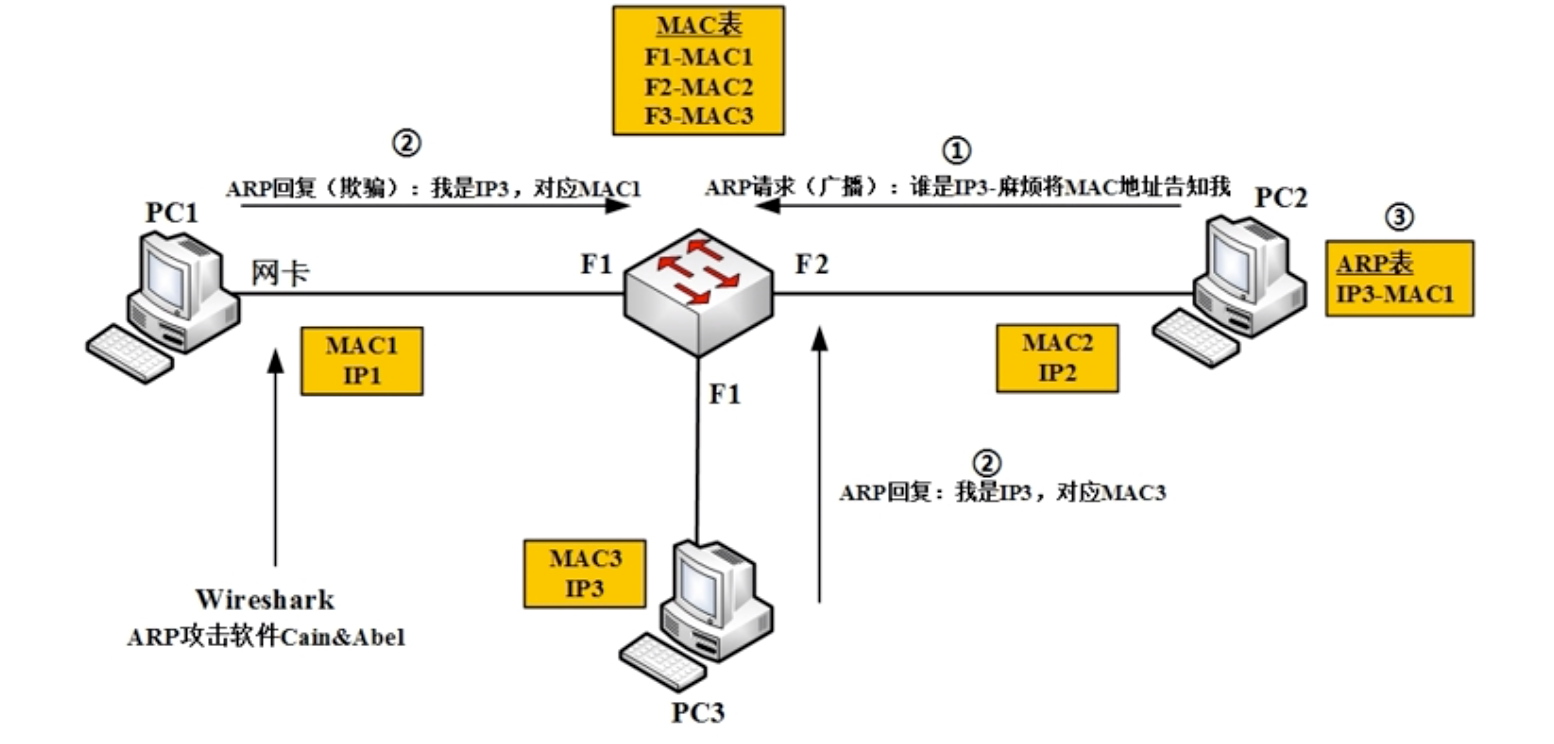 MAC表
F1-MAC1
F2-MAC2
F3-MAC3
②
ARP回复（欺骗）：我是IP3，对应MAC1
①
ARP请求（广播）：谁是IP3-麻烦将MAC地址告知我
PC1
PC2
③
ARP表
IP3-MAC1
网卡
F1
F2
MAC1
IP1
MAC2
IP2
F1
②
ARP回复：我是IP3，对应MAC3
MAC3
IP3
Wireshark
ARP攻击软件Cain&Abel
PC3